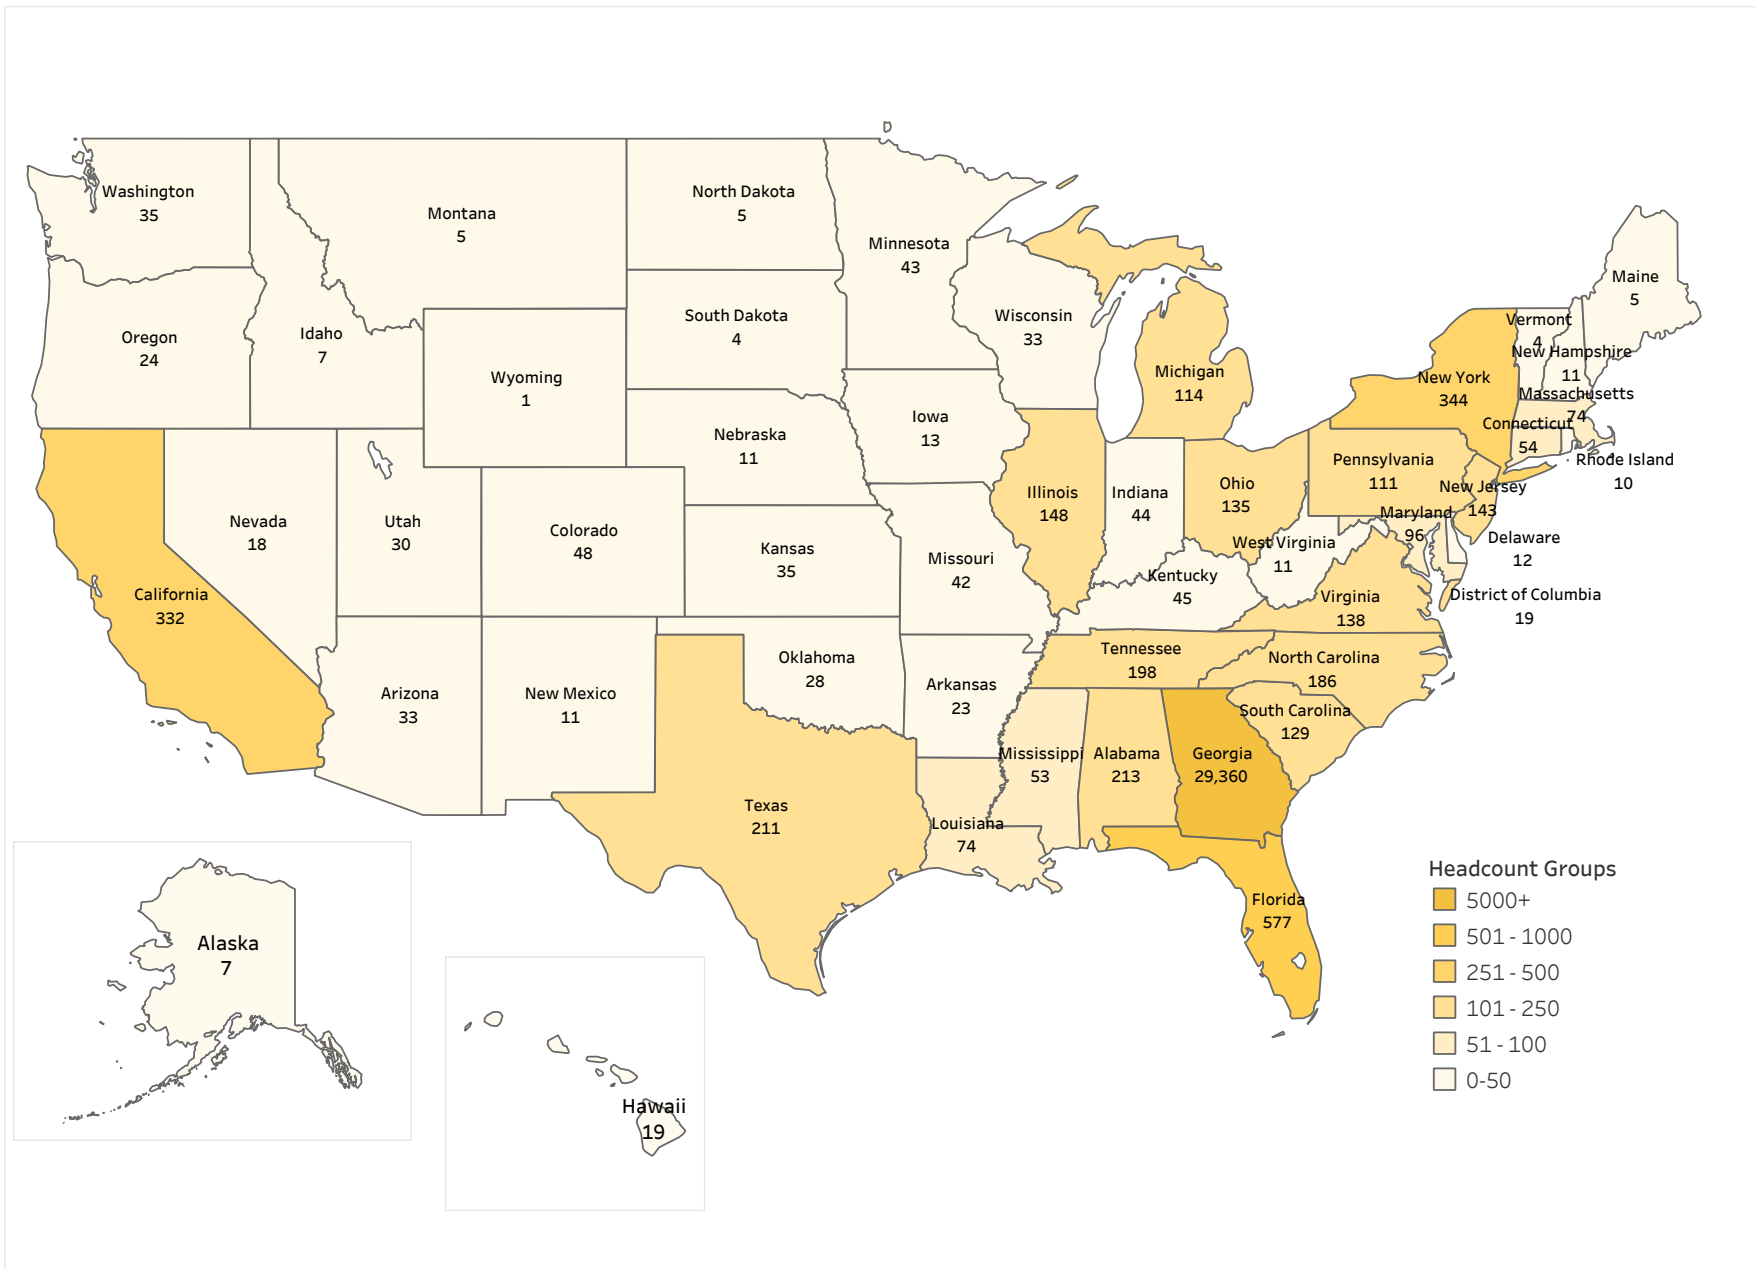 Washington
35
Montana
5
North Dakota
5
Minnesota
43
Maine
5
Oregon
24
Idaho
7
South Dakota
4
Wisconsin
33
Vermont
4
New Hampshire
11
Wyoming
1
Michigan
114
New York
344
Massachusetts
74
Connecticut
54
Rhode Island
10
Nebraska
11
Iowa
13
Pennsylvania
111
New Jersey
143
Nevada
18
Utah
30
Colorado
48
Kansas
35
Missouri
42
Illinois
148
Indiana
44
Ohio
135
Maryland
96
Delaware
12
West Virginia
11
Kentucky
45
California
332
Virginia
138
District of Columbia
19
Arizona
33
New Mexico
11
Oklahoma
28
Arkansas
23
Tennessee
198
North Carolina
186
South Carolina
129
Texas
211
Louisiana
74
Mississippi
53
Alabama
213
Georgia
29,360
Florida
577
Alaska
7
Hawaii
19
Headcount Groups
5000+
501 - 1000
251 - 500
101 - 250
51 - 100
0-50